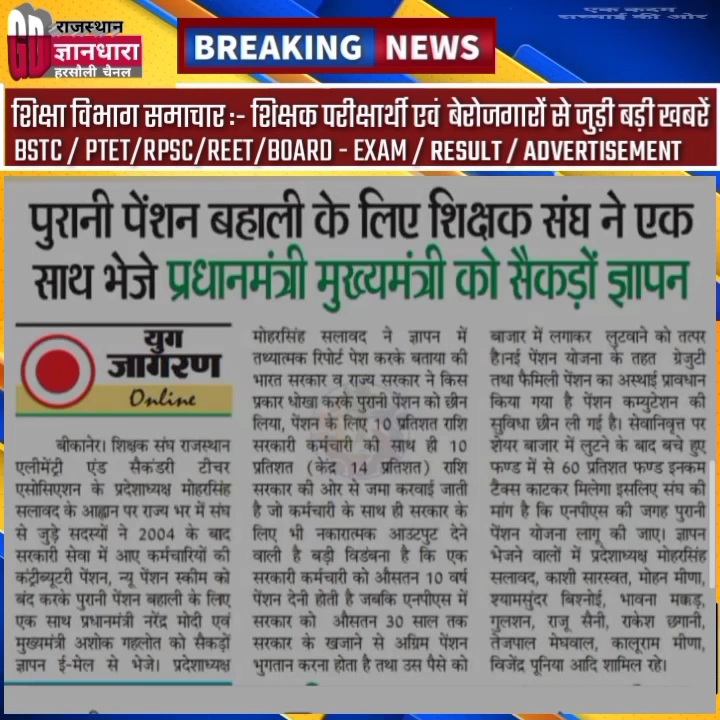 GD
राजस्थान
ज्ञानधारा
हरसौली चैनल
BREAKING NEWS
एक कदम
सच्चाई की ओर
शिक्षा विभाग समाचार :- शिक्षक परीक्षार्थी एवं बेरोजगारों से जुड़ी बड़ी खबरें
BSTC / PTET/RPSC/REET/BOARD - EXAM / RESULT / ADVERTISEMENT
पुरानी पेंशन बहाली के लिए शिक्षक संघ ने एक
साथ भेजे प्रधानमंत्री मुख्यमंत्री को सैकड़ों ज्ञापन
युग
जागरण
Online
बीकानेर। शिक्षक संघ राजस्थान
एलीमेंट्री एंड सैकंडरी टीचर
एसोसिएशन के प्रदेशाध्यक्ष मोहरसिंह
सलावद के आह्वान पर राज्य भर में संघ
से जुड़े सदस्यों ने 2004 के बाद
सरकारी सेवा में आए कर्मचारियों की
कंट्रीब्यूटरी पेंशन, न्यू पेंशन स्कीम को
बंद करके पुरानी पेंशन बहाली के लिए
एक साथ प्रधानमंत्री नरेंद्र मोदी एवं
मुख्यमंत्री अशोक गहलोत को सैकड़ों
ज्ञापन ई-मेल से भेजे। प्रदेशाध्यक्ष
मोहरसिंह सलावद ने ज्ञापन में
तथ्यात्मक रिपोर्ट पेश करके बताया की
भारत सरकार व राज्य सरकार ने किस
प्रकार धोखा करके पुरानी पेंशन को छीन
लिया, पेंशन के लिए 10 प्रतिशत राशि
सरकारी कर्मचारी की साथ ही 10
प्रतिशत (केंद्र 14 प्रतिशत) राशि
सरकार की ओर से जमा करवाई जाती
है जो कर्मचारी के साथ ही सरकार के
लिए भी नकारात्मक आउटपुट देने
वाली है बड़ी विडंबना है कि एक
सरकारी कर्मचारी को औसतन 10 वर्ष
पेंशन देनी होती है जबकि एनपीएस में
सरकार को औसतन 30 साल तक
सरकार के खजाने से अग्रिम पेंशन
भुगतान करना होता है तथा उस पैसे को
बाजार में लगाकर लुटवाने को तत्पर
है।नई पेंशन योजना के तहत ग्रेजुटी
तथा फैमिली पेंशन का अस्थाई प्रावधान
किया गया है पेंशन कम्युटेशन की
सुविधा छीन ली गई है। सेवानिवृत्त पर
शेयर बाजार में लुटने के बाद बचे हुए
फण्ड में से 60 प्रतिशत फण्ड इनकम
टैक्स काटकर मिलेगा इसलिए संघ की
मांग है कि एनपीएस की जगह पुरानी
पेंशन योजना लागू की जाए। ज्ञापन
भेजने वालों में प्रदेशाध्यक्ष मोहरसिंह
सलावद, काशी सारस्वत, मोहन मीणा,
श्यामसुंदर बिश्नोई, भावना मक्कड़,
गुलशन, राजू सैनी, राकेश छगानी,
तेजपाल मेघवाल, कालूराम मीणा,
विजेंद्र पूनिया आदि शामिल रहे।